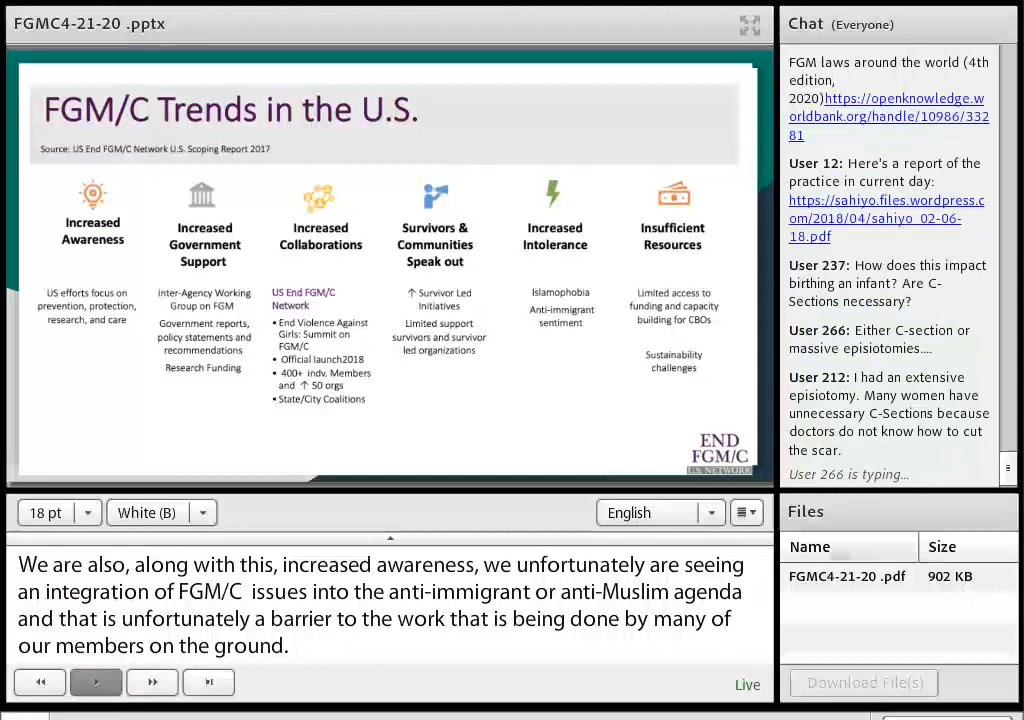 FGMC4-21-20 .pptx
FGM/C Trends in the U.S.
Source: US End FGM/C Network U.S. Scoping Report 2017
Increased
Awareness
US efforts focus on
prevention, protection,
research, and care
Increased
Government
Support
Inter-Agency Working
Group on FGM
Government reports,
policy statements and
recommendations
Research Funding
Increased
Collaborations
US End FGM/C
Network
• End Violence Against
Girls: Summit on
FGM/C
• Official launch2018
• 400+ indv. Members
and ↑ 50 orgs
• State/City Coalitions
Survivors &
Communities
Speak out
↑ Survivor Led
Initiatives
Limited support
survivors and survivor
led organizations
Increased
Intolerance
Islamophobia
Anti-immigrant
sentiment
Insufficient
Resources
Limited access to
funding and capacity
building for CBOs
Sustainability
challenges
END
FGM/C
U.S. NETWORK
18 pt
White (B)
English
We are also, along with this, increased awareness, we unfortunately are seeing
an integration of FGM/C issues into the anti-immigrant or anti-Muslim agenda
and that is unfortunately a barrier to the work that is being done by many of
our members on the ground.
Live
Chat (Everyone)
FGM laws around the world (4th
edition,
2020)https://openknowledge.w
orldbank.org/handle/10986/332
81
User 12: Here's a report of the
practice in current day:
https://sahiyo.files.wordpress.c
om/2018/04/sahiyo_02-06-
18.pdf
User 237: How does this impact
birthing an infant? Are C-
Sections necessary?
User 266: Either C-section or
massive episiotomies....
User 212: I had an extensive
episiotomy. Many women have
unnecessary C-Sections because
doctors do not know how to cut
the scar.
User 266 is typing...
Files
Name Size
FGMC4-21-20 .pdf 902 KB
Download File(s)